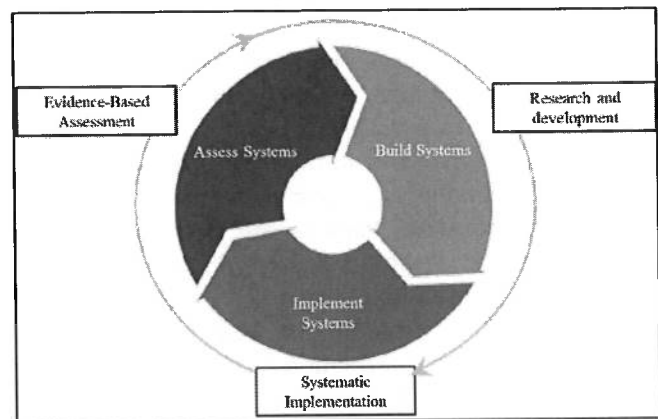 Evidence-Based
Assessment
Research and
development
Assess Systems
Build Systems
Implement
Systems
Systematic
Implementation